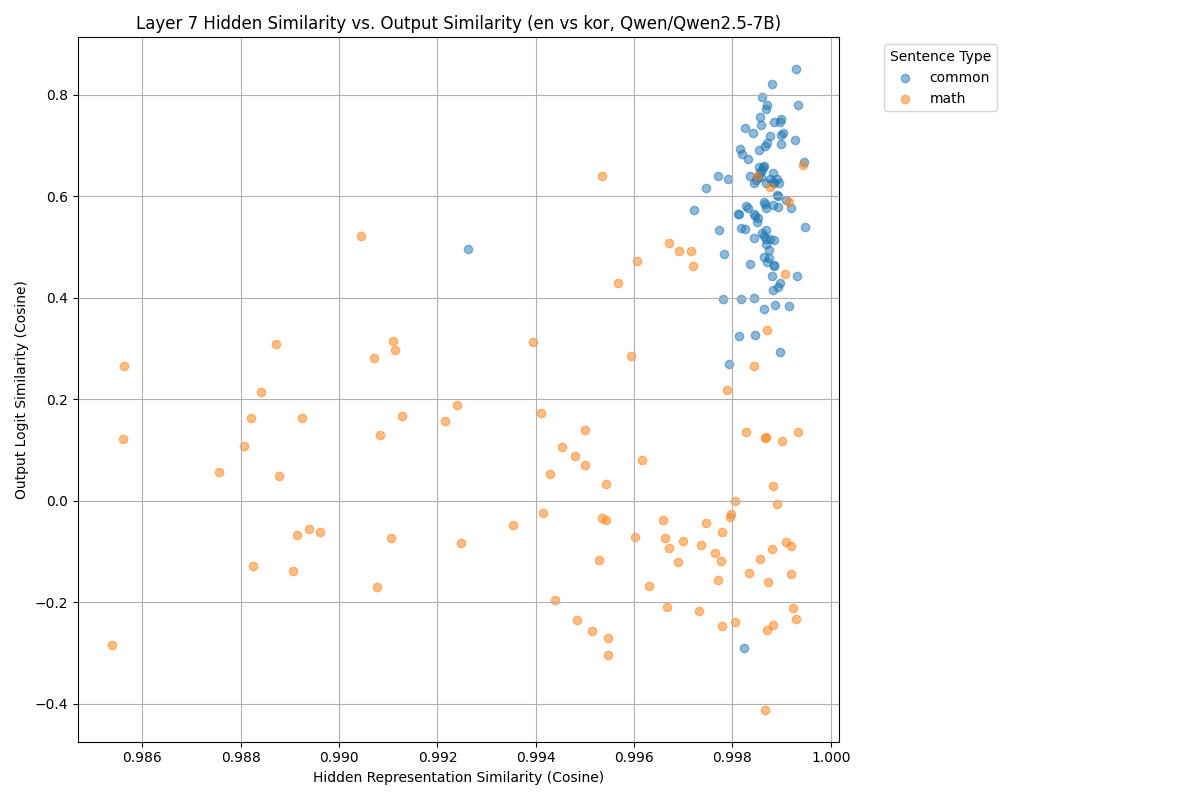 Layer 7 Hidden Similarity vs. Output Similarity (en vs kor, Qwen/Qwen2.5-7B)
Sentence Type
common
math
Output Logit Similarity (Cosine)
0.8
0.6
0.4
0.2
0.0
−0.2
−0.4
0.986 0.988 0.990 0.992 0.994 0.996 0.998 1.000
Hidden Representation Similarity (Cosine)